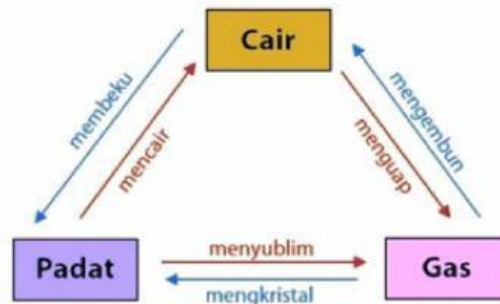 Cair
membeku
mencair
menguap
mengembun
Padat
menyublim
mengkristal
Gas